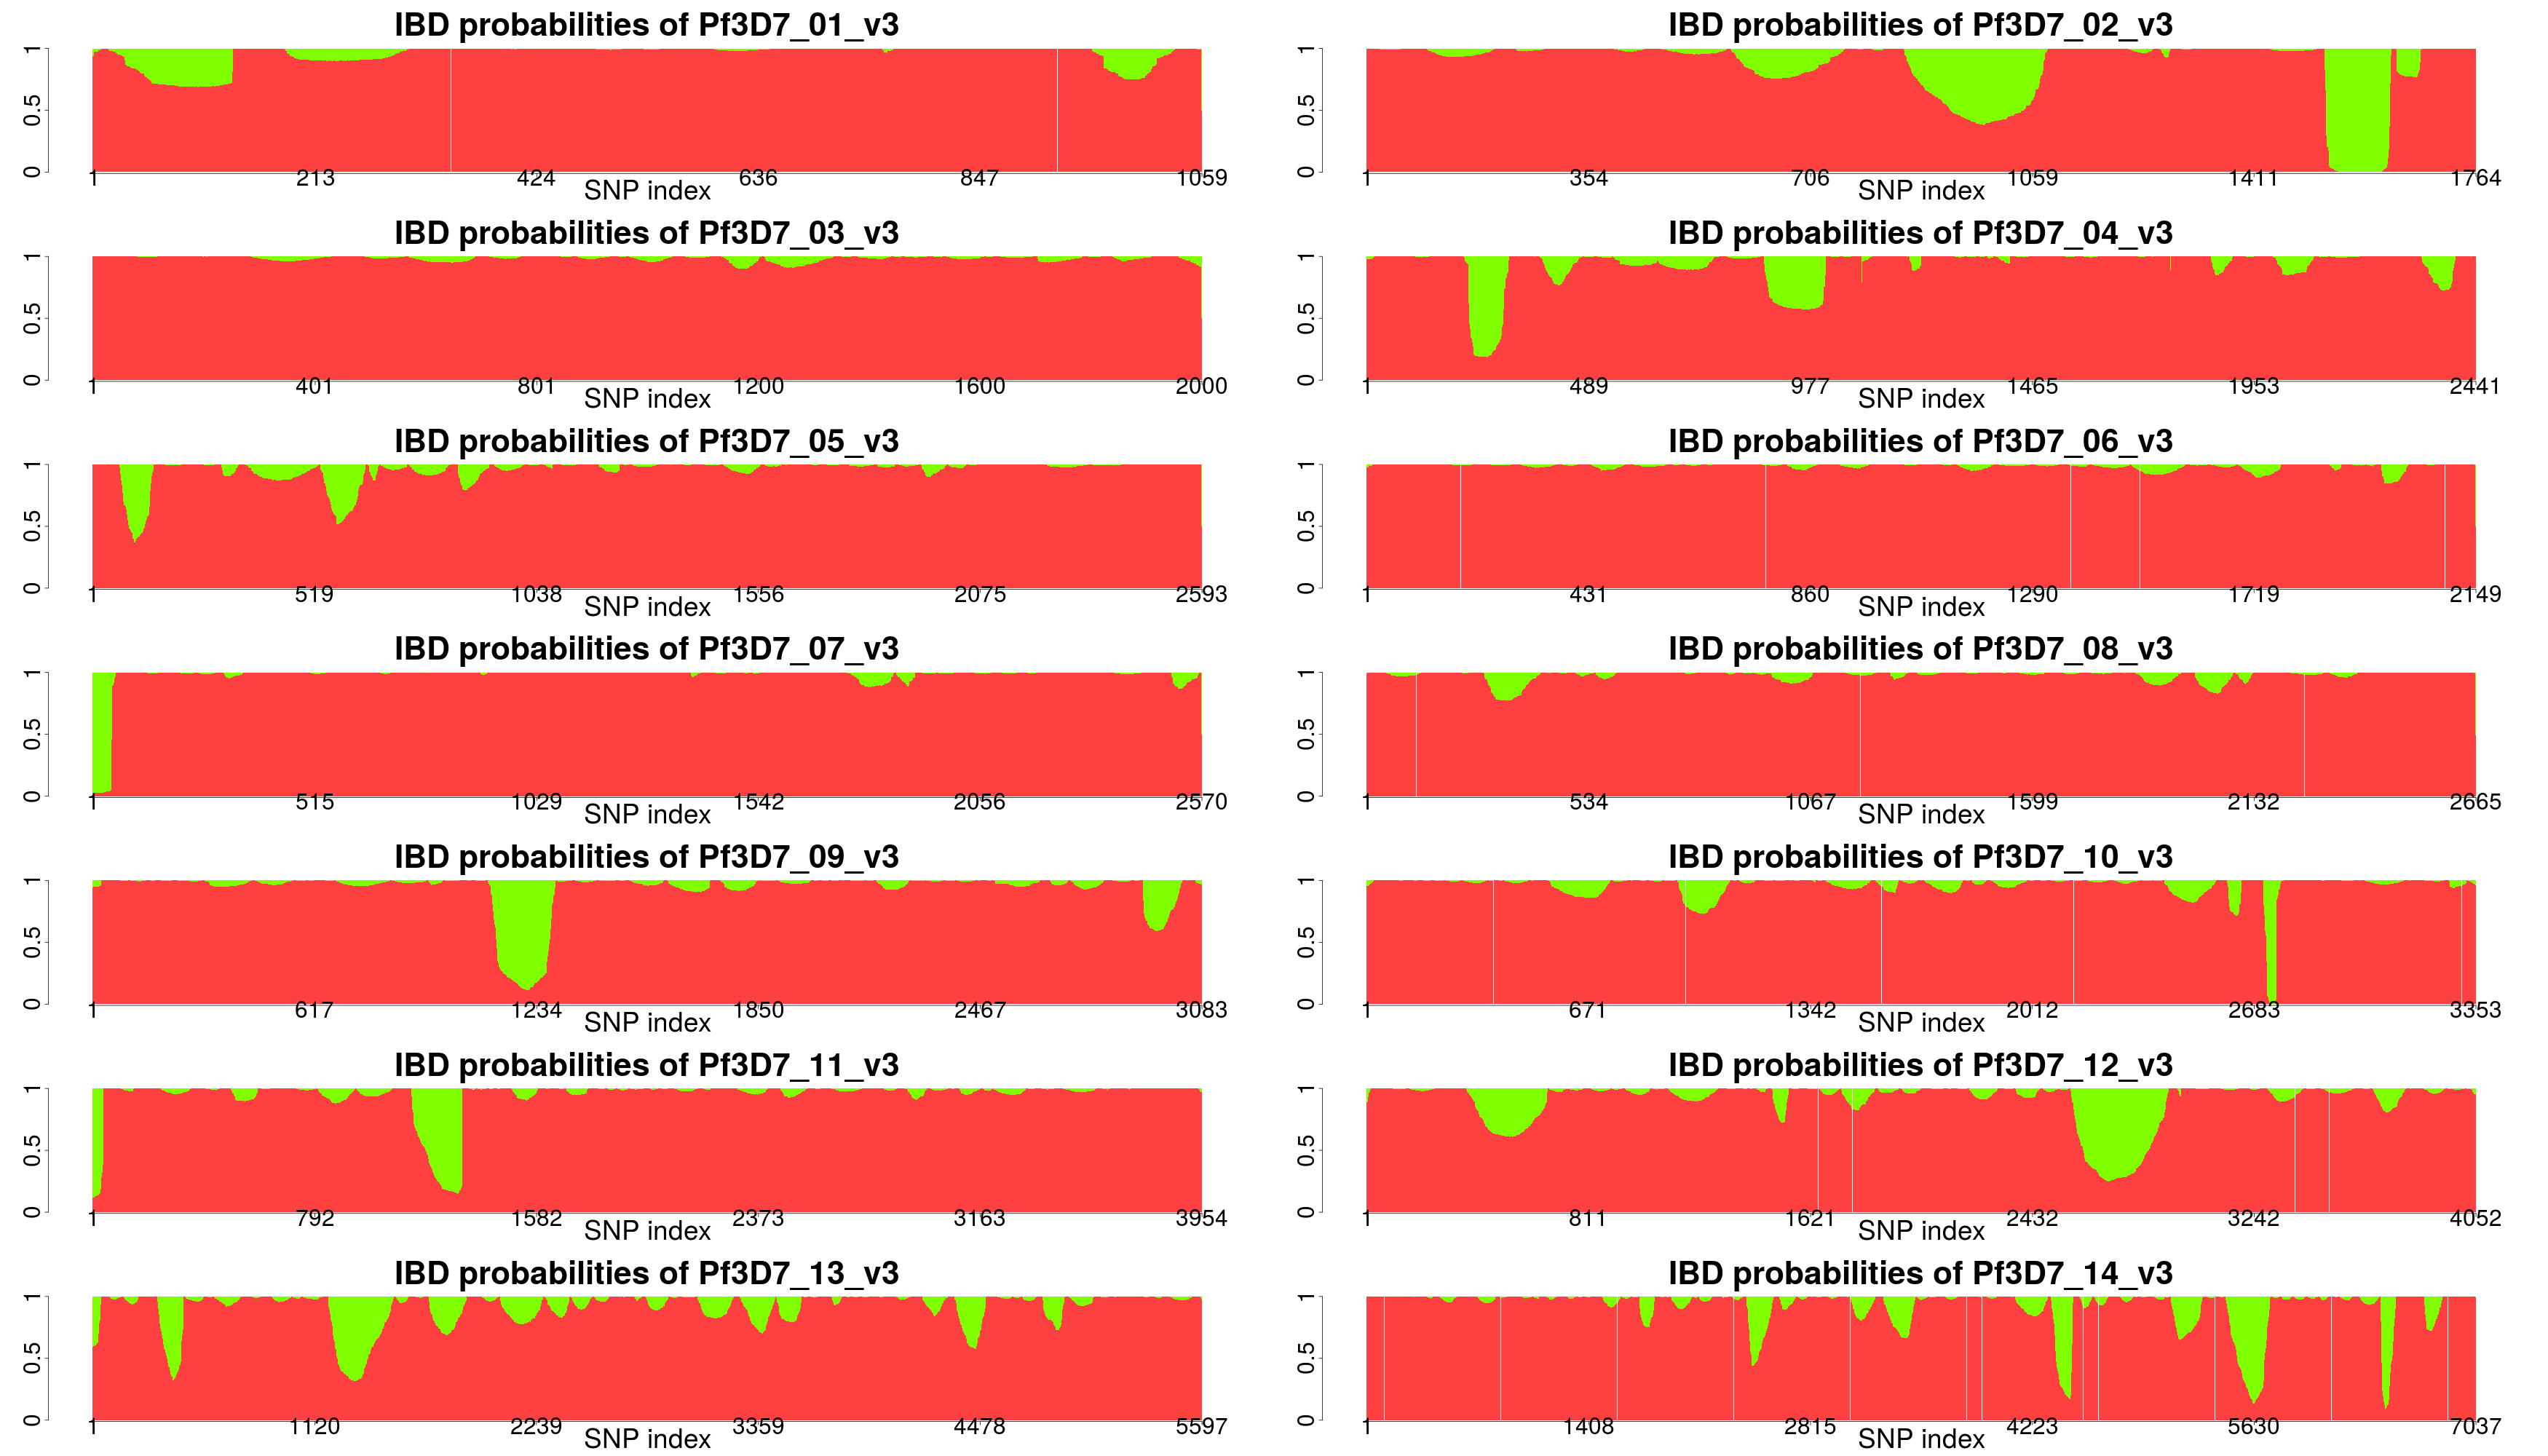 IBD probabilities of Pf3D7_01_v3
0 0.5 1
1 213 424 636 847 1059
SNP index
IBD probabilities of Pf3D7_02_v3
0 0.5 1
1 354 706 1059 1411 1764
SNP index
IBD probabilities of Pf3D7_03_v3
0 0.5 1
1 401 801 1200 1600 2000
SNP index
IBD probabilities of Pf3D7_04_v3
0 0.5 1
1 489 977 1465 1953 2441
SNP index
IBD probabilities of Pf3D7_05_v3
0 0.5 1
1 519 1038 1556 2075 2593
SNP index
IBD probabilities of Pf3D7_06_v3
0 0.5 1
1 431 860 1290 1719 2149
SNP index
IBD probabilities of Pf3D7_07_v3
0 0.5 1
1 515 1029 1542 2056 2570
SNP index
IBD probabilities of Pf3D7_08_v3
0 0.5 1
1 534 1067 1599 2132 2665
SNP index
IBD probabilities of Pf3D7_09_v3
0 0.5 1
1 617 1234 1850 2467 3083
SNP index
IBD probabilities of Pf3D7_10_v3
0 0.5 1
1 671 1342 2012 2683 3353
SNP index
IBD probabilities of Pf3D7_11_v3
0 0.5 1
1 792 1582 2373 3163 3954
SNP index
IBD probabilities of Pf3D7_12_v3
0 0.5 1
1 811 1621 2432 3242 4052
SNP index
IBD probabilities of Pf3D7_13_v3
0 0.5 1
1 1120 2239 3359 4478 5597
SNP index
IBD probabilities of Pf3D7_14_v3
0 0.5 1
1 1408 2815 4223 5630 7037
SNP index